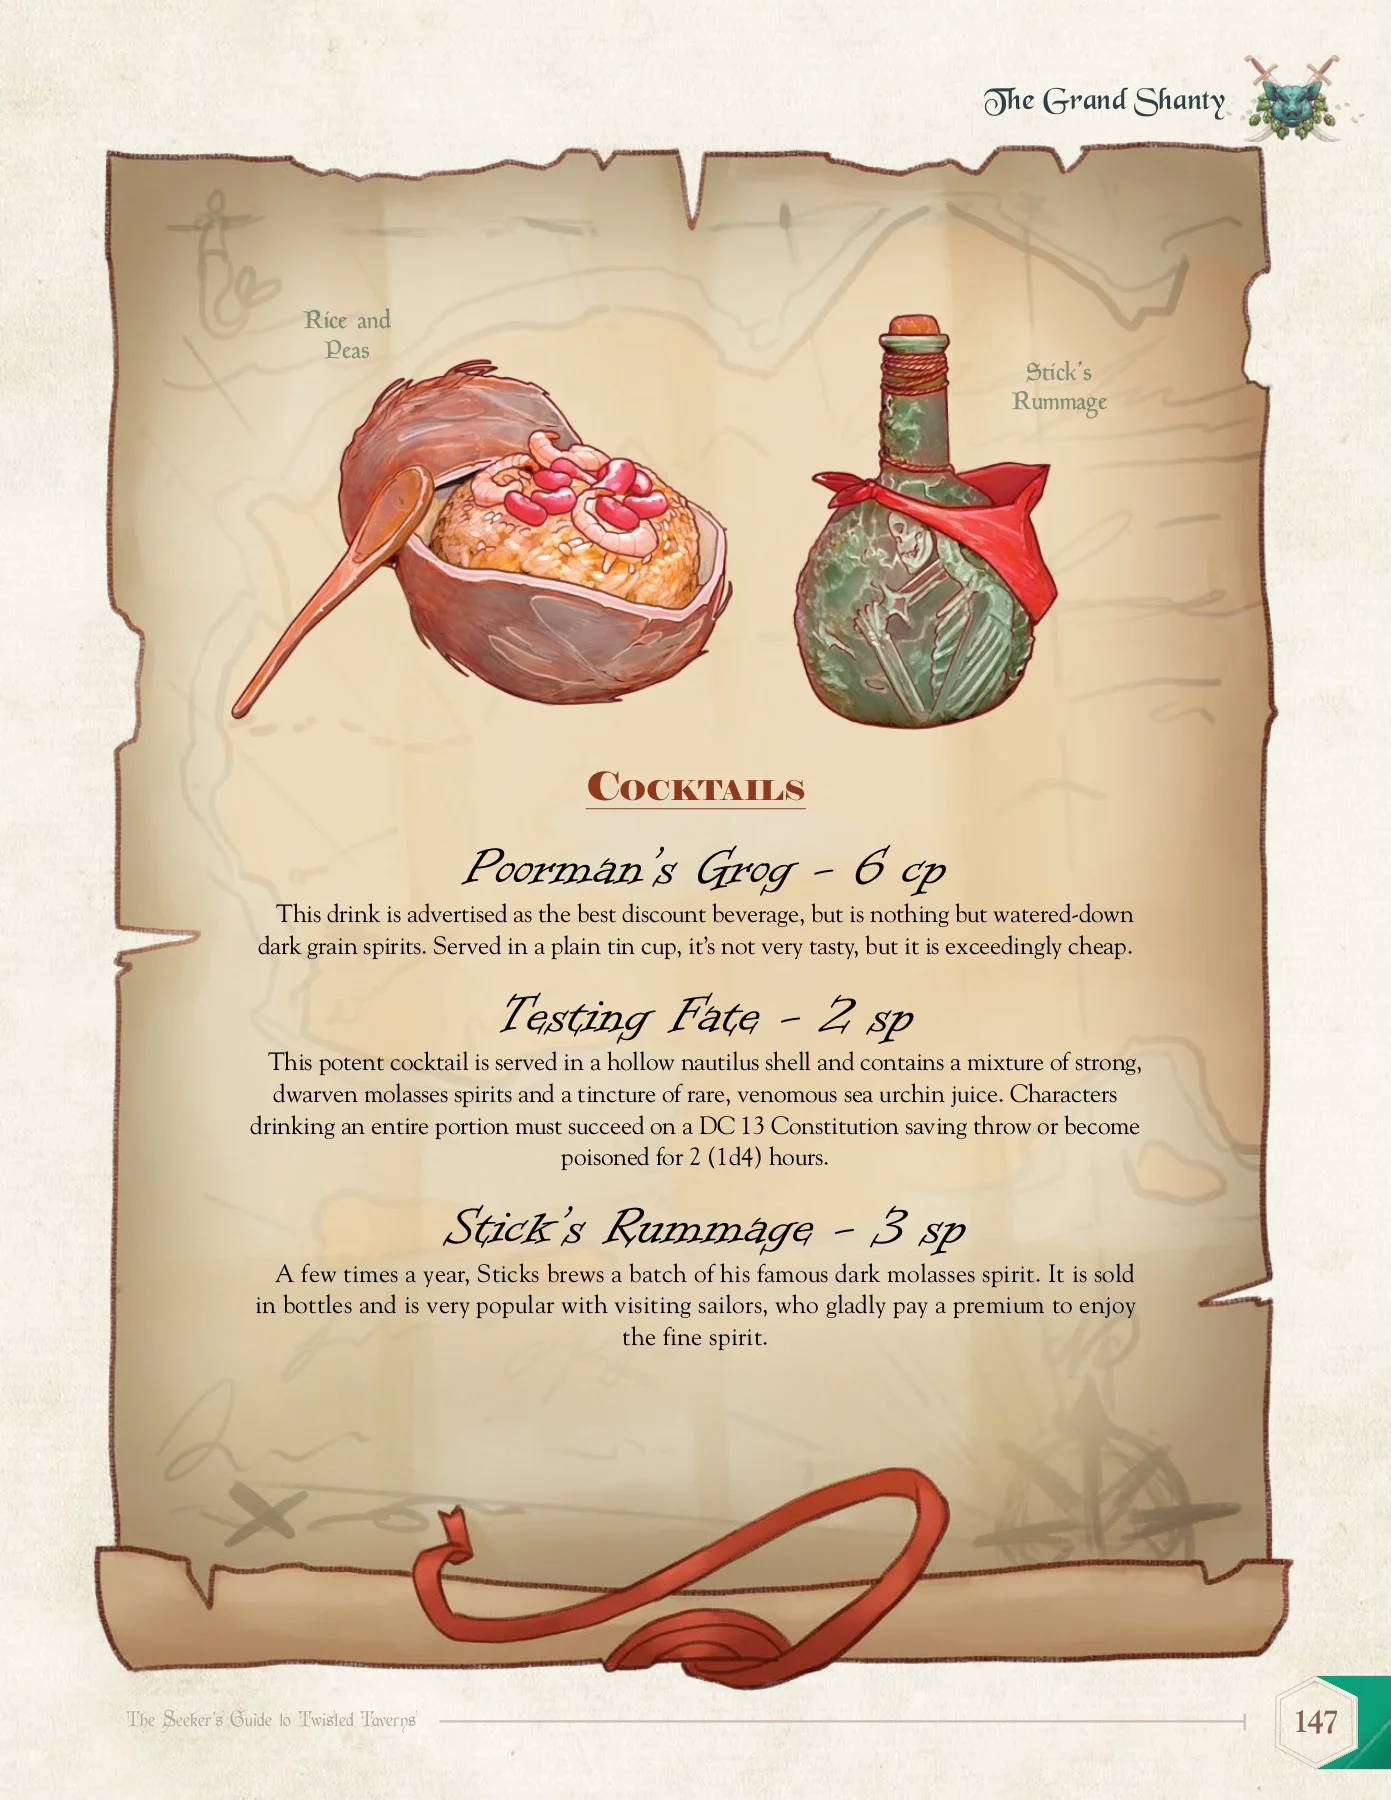 The Grand Shanty
Rice and
Peas
Stick's
Rummage
Cocktails
Poorman's Grog - 6 cp
This drink is advertised as the best discount beverage, but is nothing but watered-down
dark grain spirits. Served in a plain tin cup, it's not very tasty, but it is exceedingly cheap.
Testing Fate - 2 sp
This potent cocktail is served in a hollow nautilus shell and contains a mixture of strong,
dwarven molasses spirits and a tincture of rare, venomous sea urchin juice. Characters
drinking an entire portion must succeed on a DC 13 Constitution saving throw or become
poisoned for 2 (1d4) hours.
Stick's Rummage - 3 sp
A few times a year, Sticks brews a batch of his famous dark molasses spirit. It is sold
in bottles and is very popular with visiting sailors, who gladly pay a premium to enjoy
the fine spirit.
The Seeker's Guide to Twisted Taverns
147